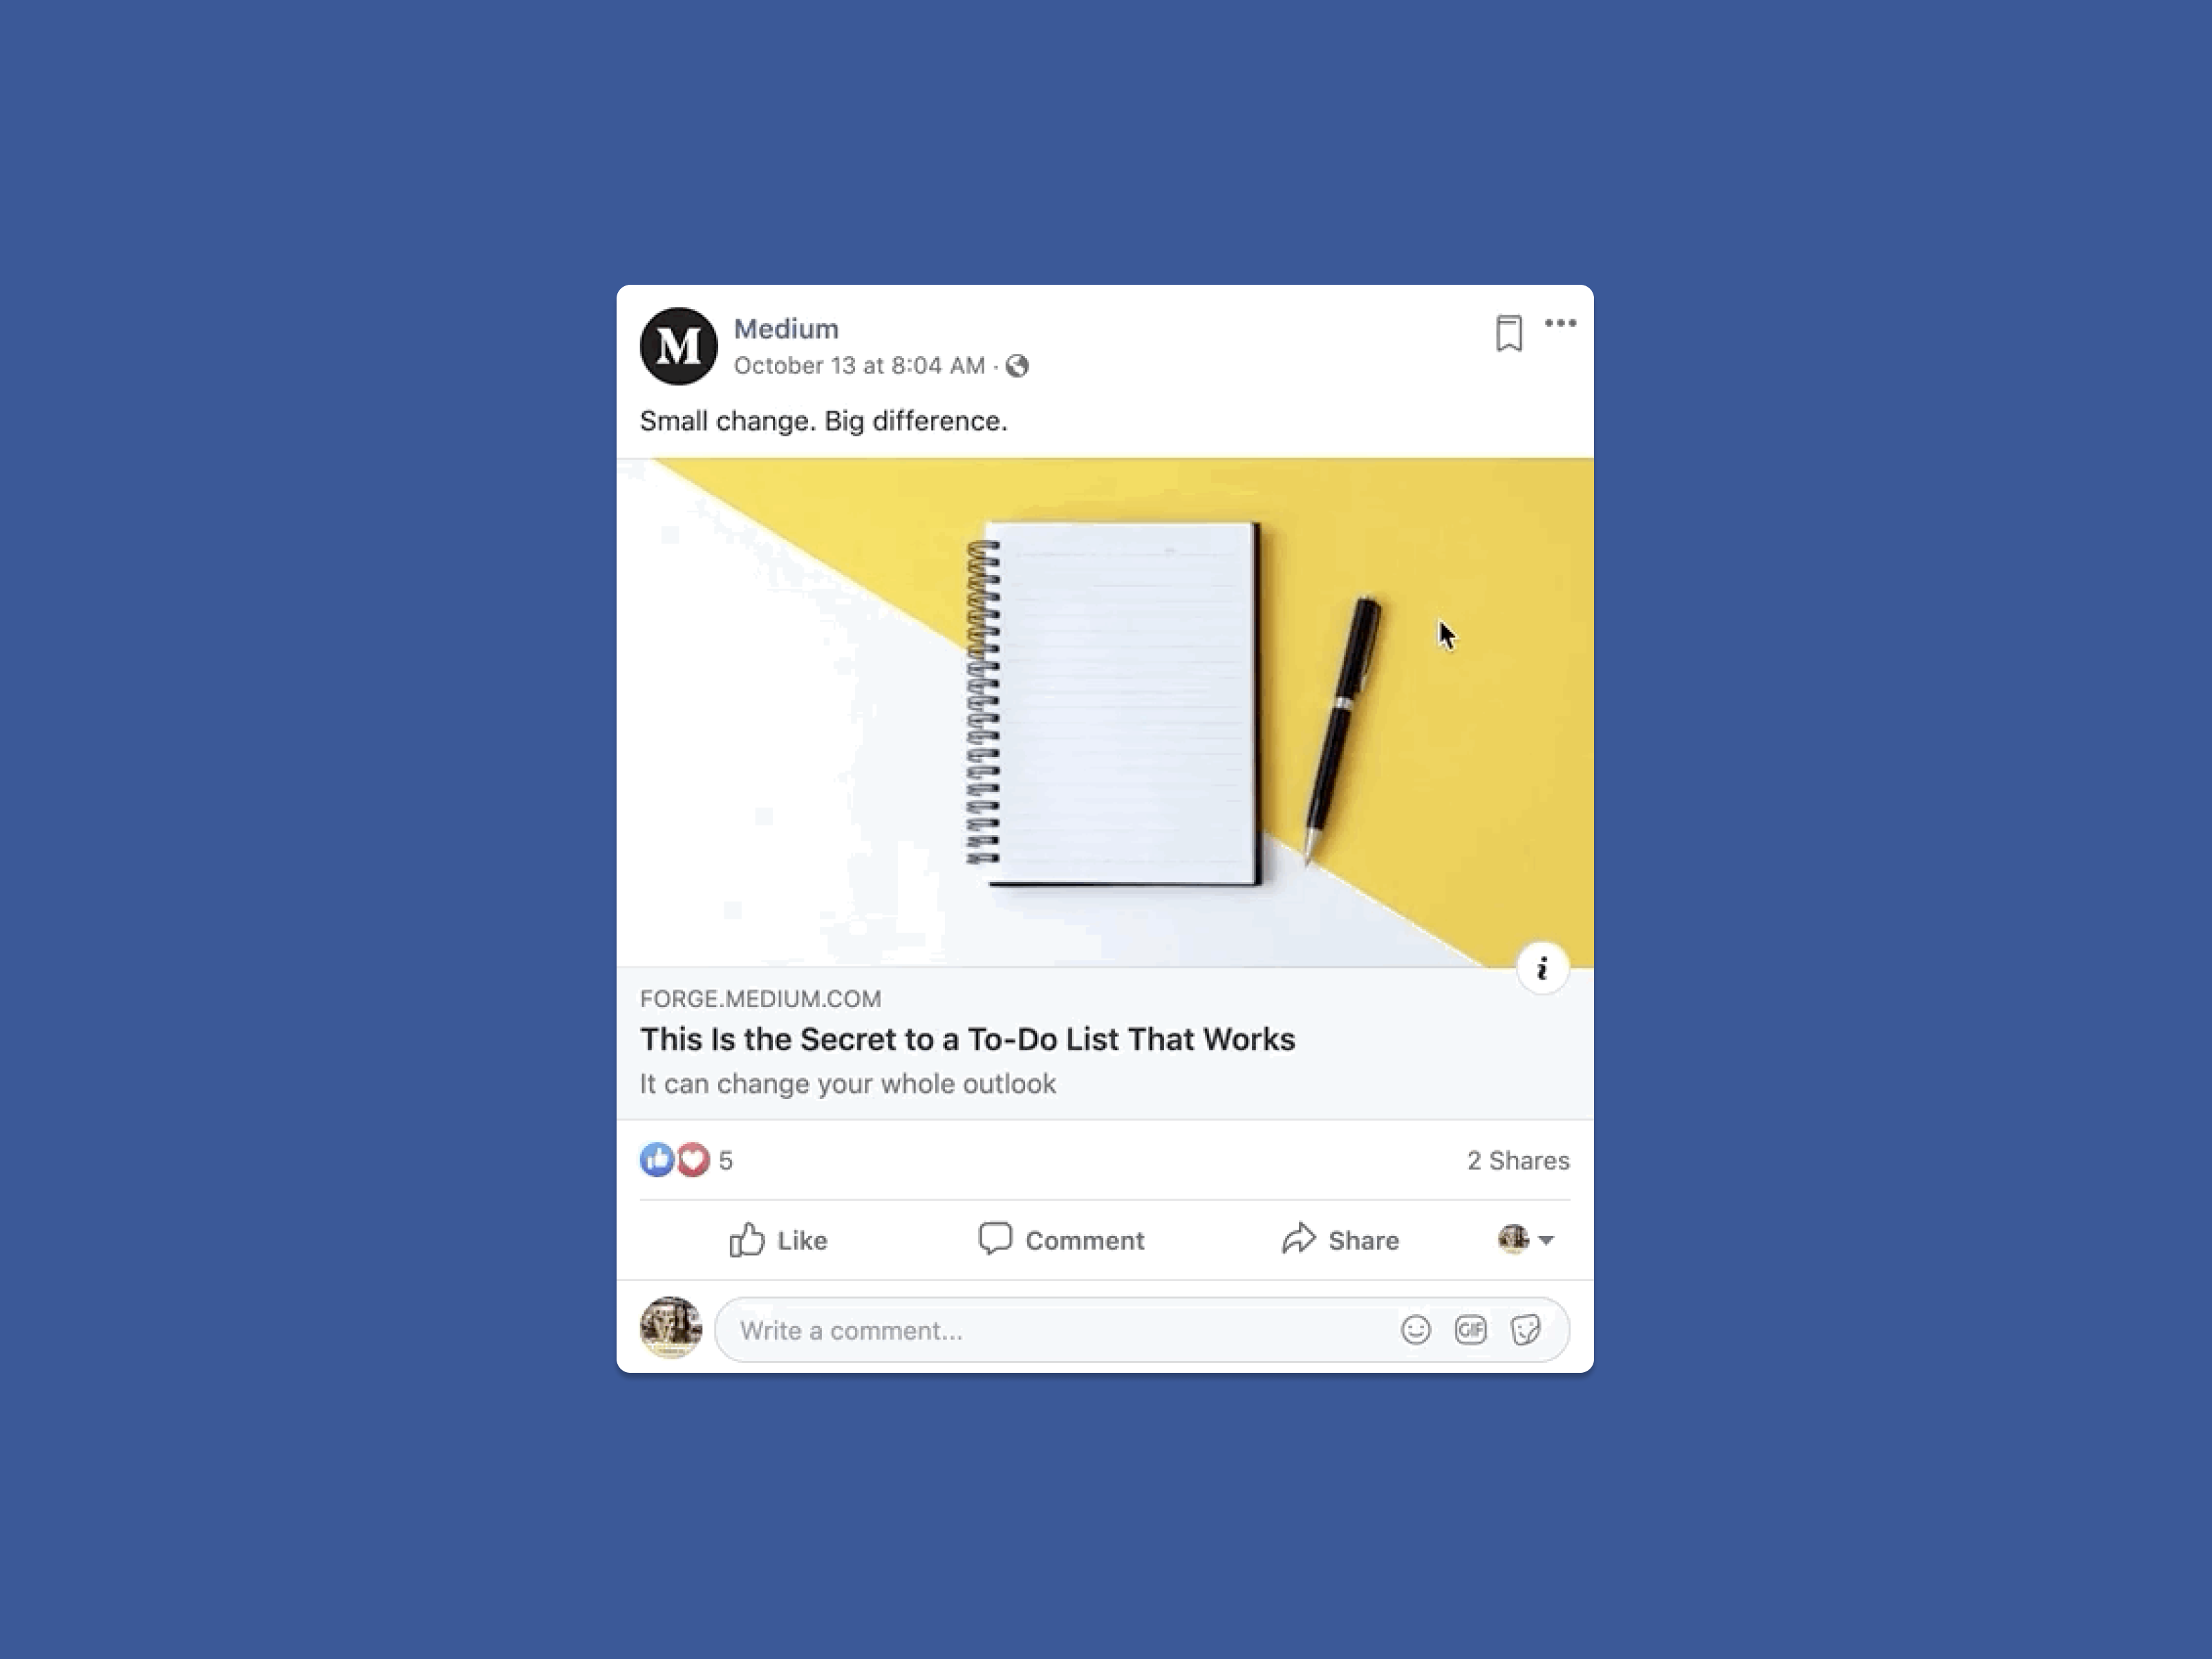 M
Medium
October 13 at 8:04 AM ·
Small change. Big difference.
i
FORGE.MEDIUM.COM
This Is the Secret to a To-Do List That Works
It can change your whole outlook
5
2 Shares
Like
Comment
Share
Write a comment...
GIF